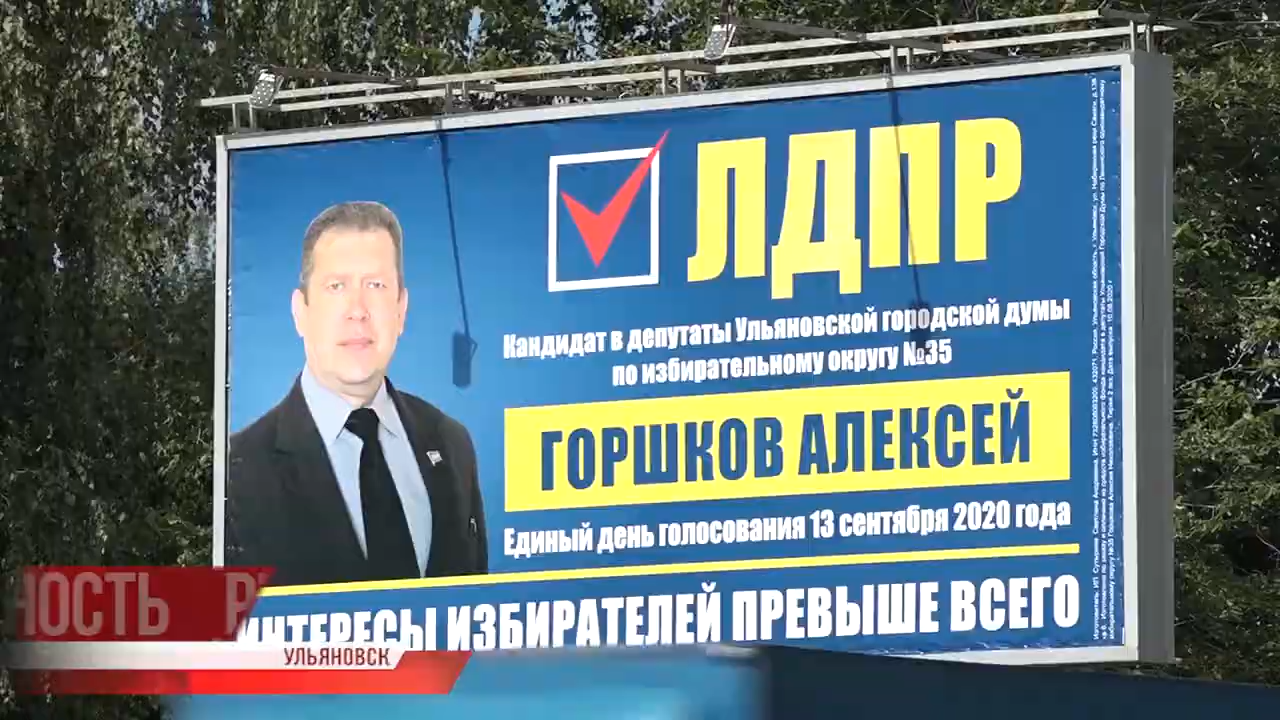 ЛДПР
Кандидат в депутаты Ульяновской городской думы
по избирательному округу №35
ГОРШКОВ АЛЕКСЕЙ
Единый день голосования 13 сентября 2020 года
ИНТЕРЕСЫ ИЗБИРАТЕЛЕЙ ПРЕВЫШЕ ВСЕГО
НОСТЬ
УЛЬЯНОВСК